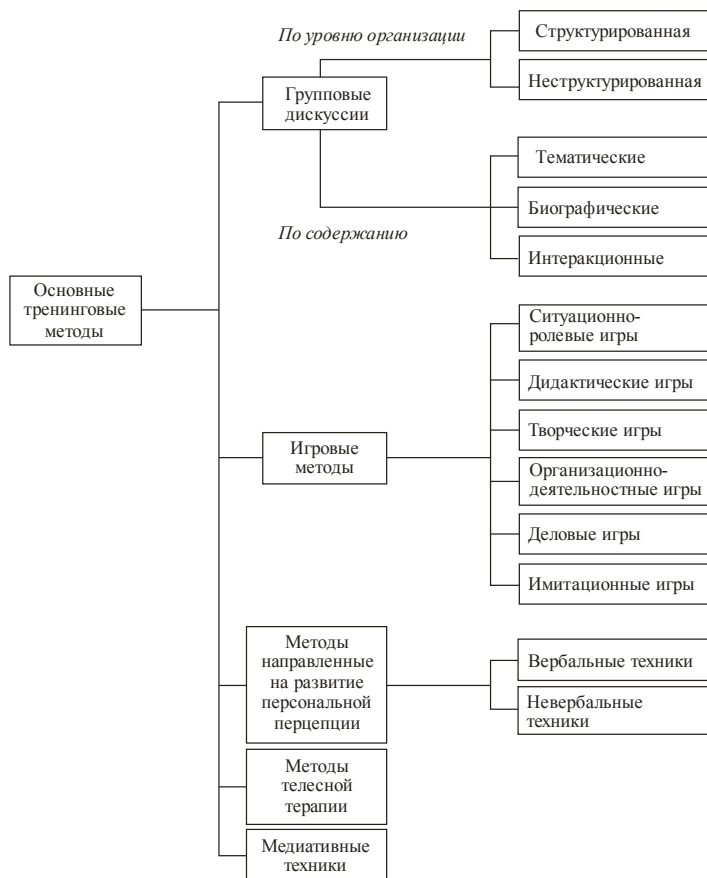 По уровню организации
Структурированная
Неструктурированная
Групповые
дискуссии
Тематические
Биографические
Интеракционные
По содержанию
Основные
тренинговые
методы
Ситуационно-
ролевые игры
Дидактические игры
Творческие игры
Игровые
методы
Организационно-
деятельностные игры
Деловые игры
Имитационные игры
Методы
направленные
на развитие
персональной
перцепции
Вербальные техники
Невербальные
техники
Методы
телесной
терапии
Медиативные
техники